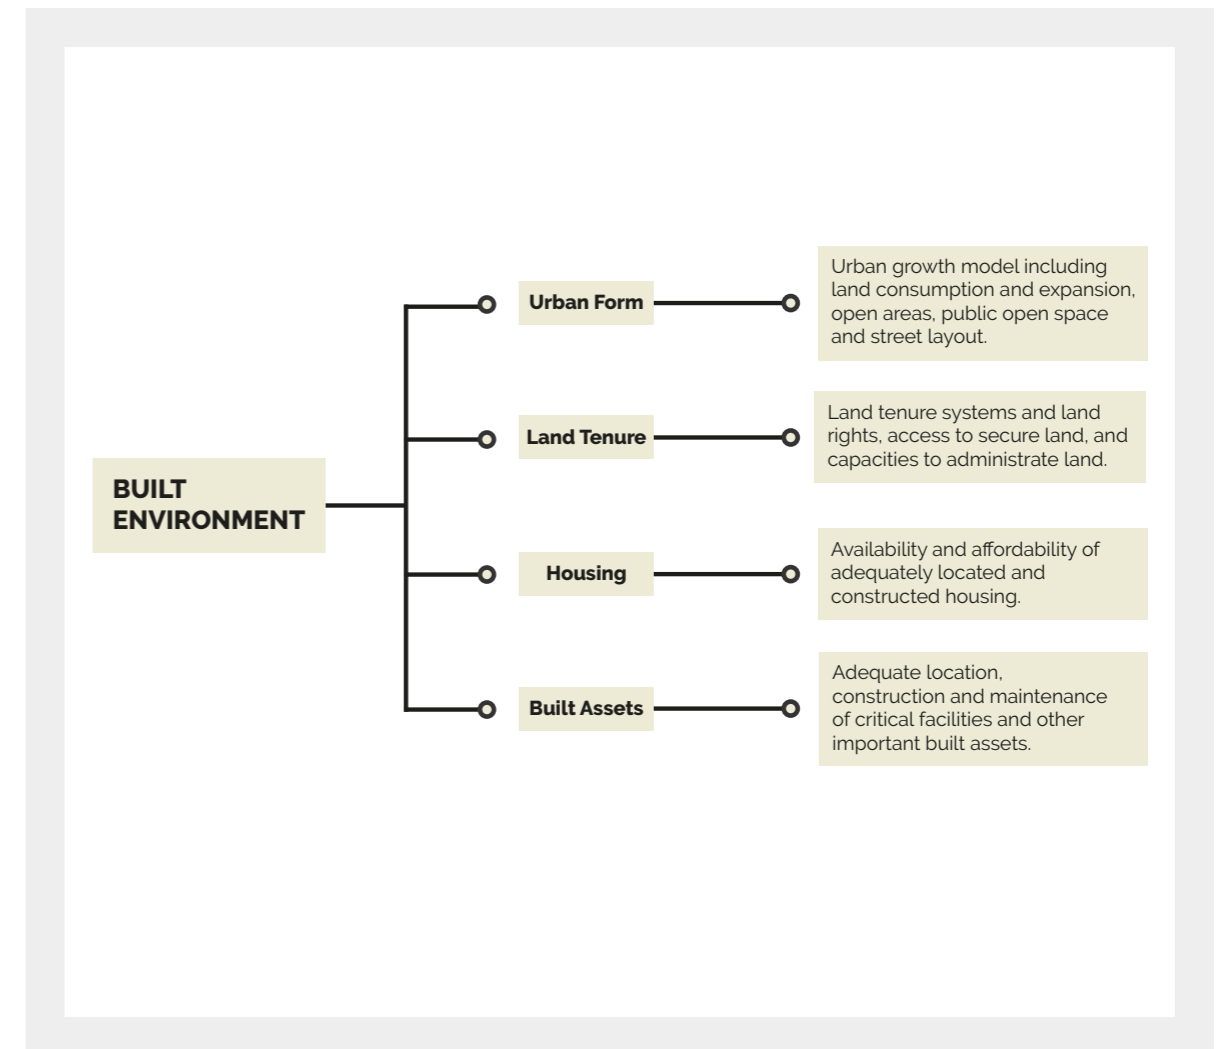 BUILT
ENVIRONMENT
Urban Form
Urban growth model including
land consumption and expansion,
open areas, public open space
and street layout.
Land Tenure
Land tenure systems and land
rights, access to secure land, and
capacities to administrate land.
Housing
Availability and affordability of
adequately located and
constructed housing.
Built Assets
Adequate location,
construction and maintenance
of critical facilities and other
important built assets.